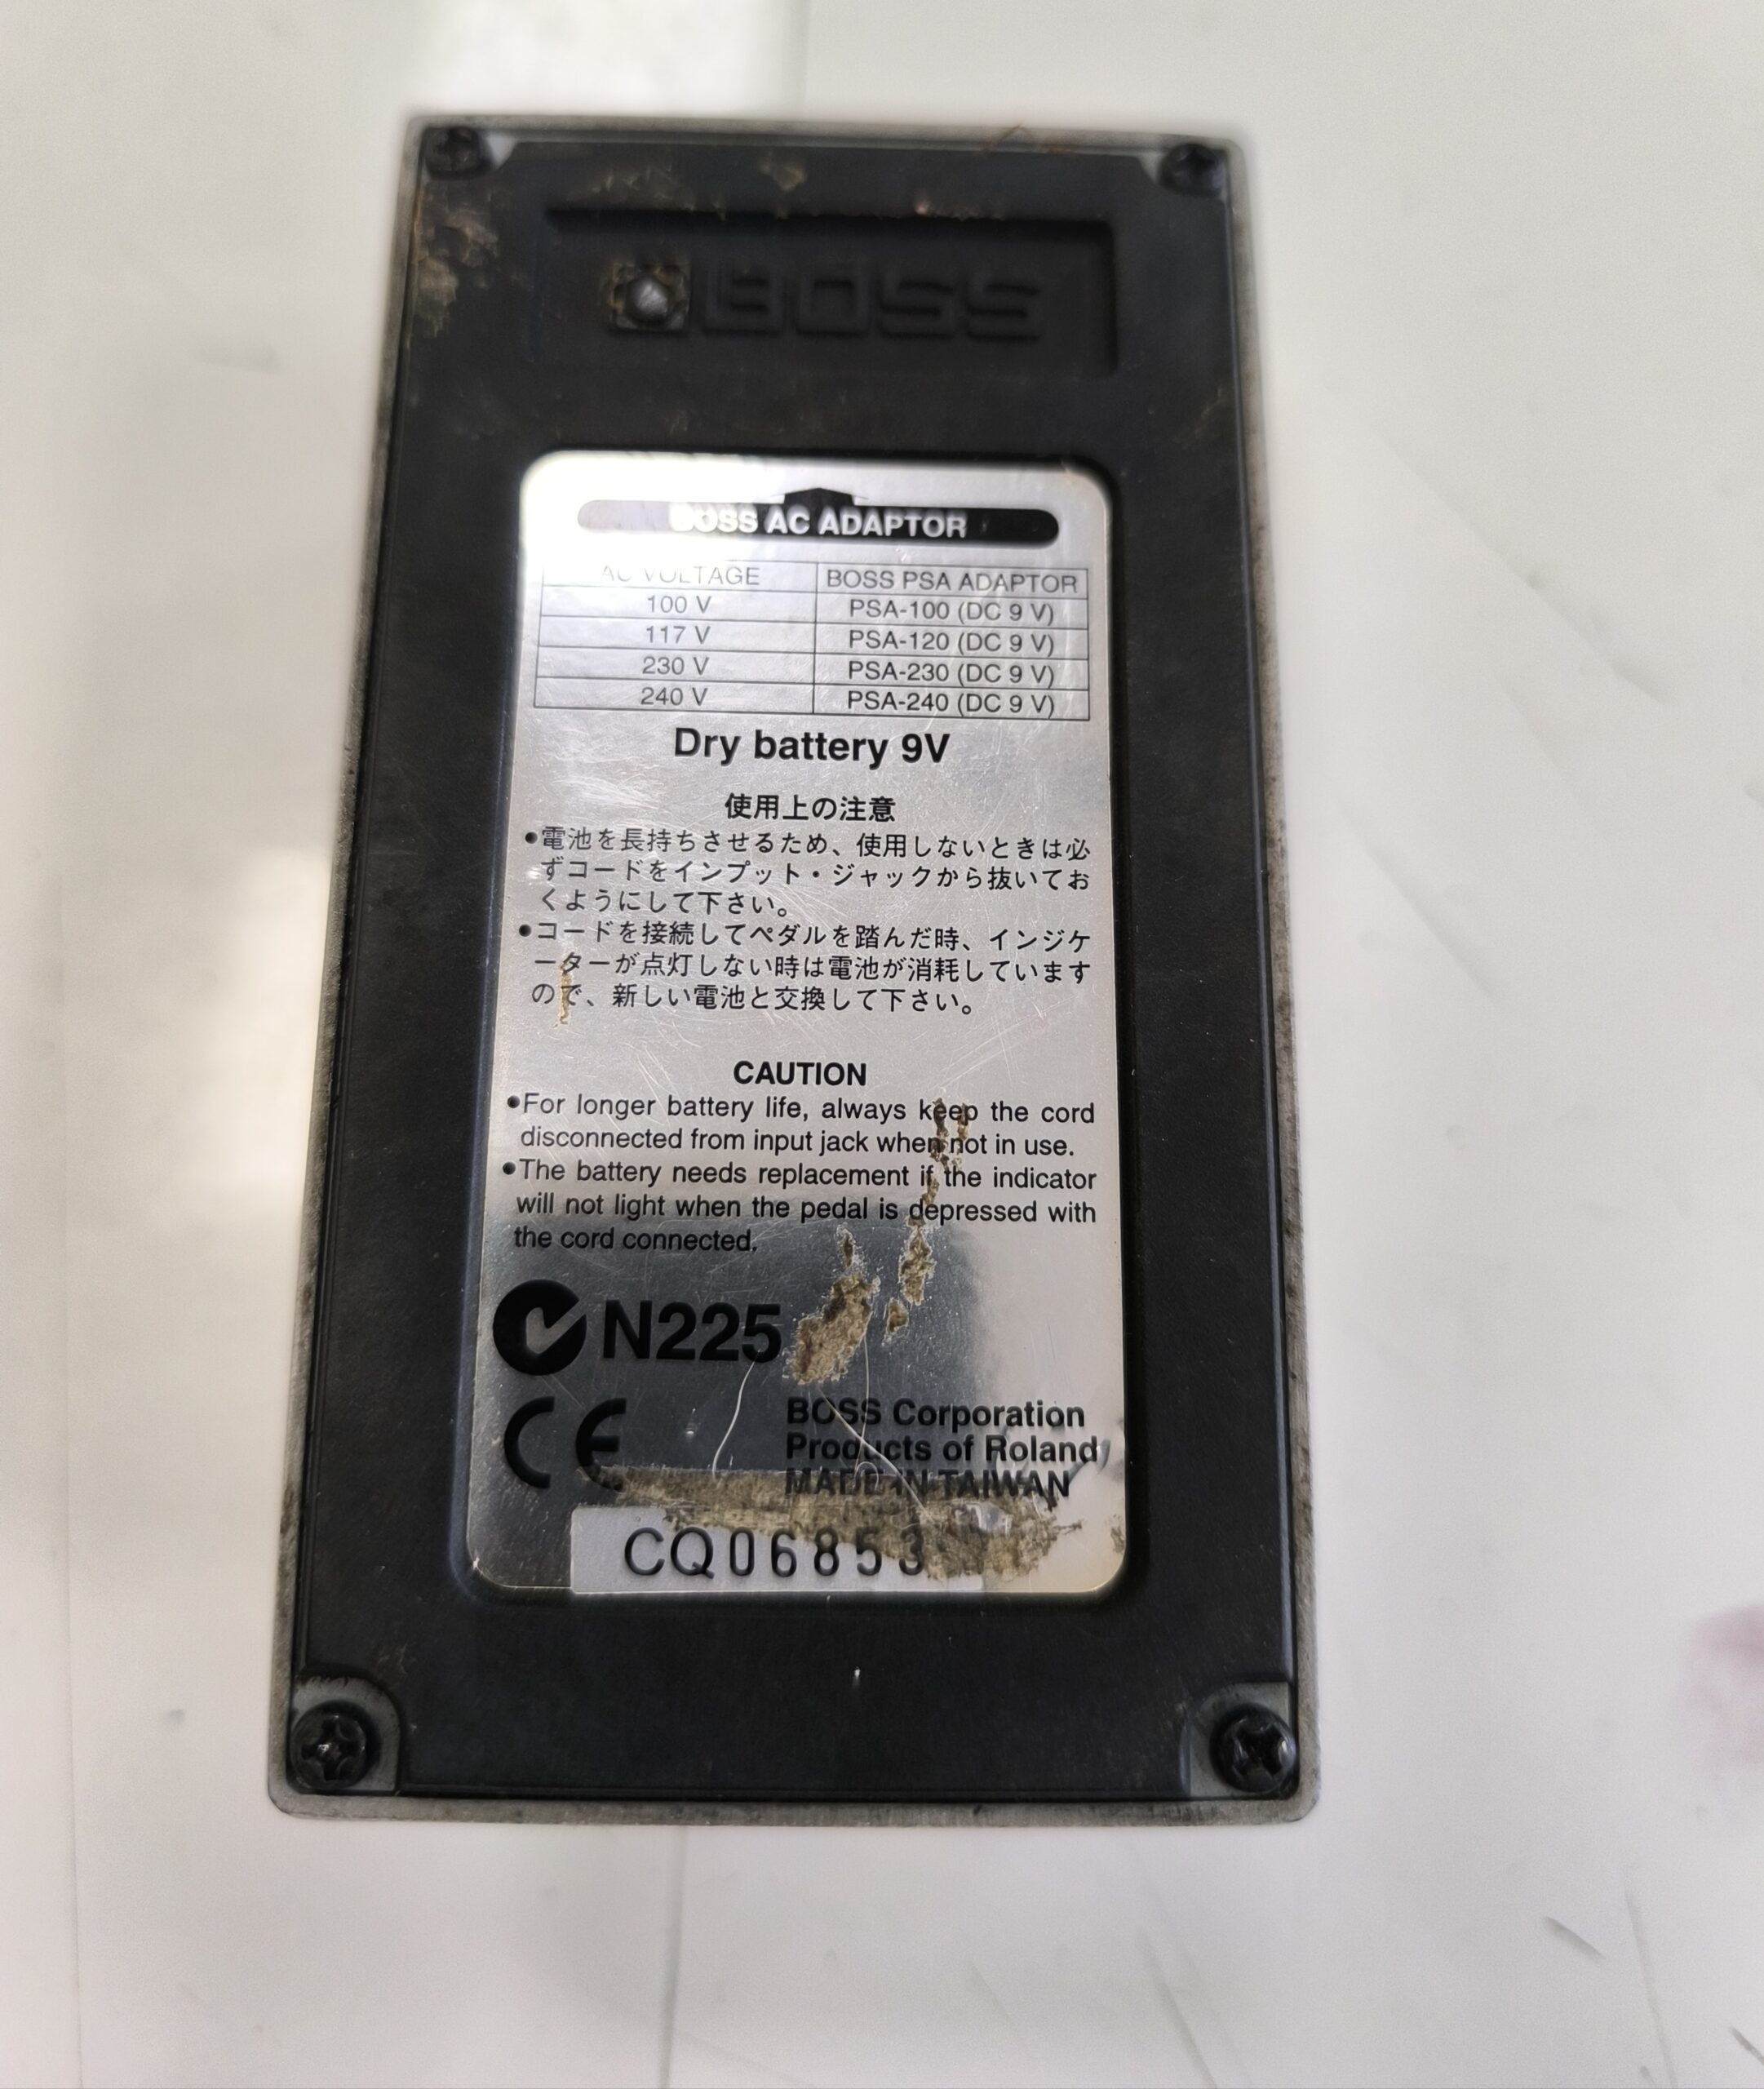 BOSS
BOSS AC ADAPTOR
AC VOLTAGE BOSS PSA ADAPTOR
100 V PSA-100 (DC 9 V)
117 V PSA-120 (DC 9 V)
230 V PSA-230 (DC 9 V)
240 V PSA-240 (DC 9 V)
Dry battery 9V
使用上の注意
●電池を長持ちさせるため、使用しないときは必
ずコードをインプット・ジャックから抜いてお
くようにして下さい。
●コードを接続してペダルを踏んだ時、インジケ
ーターが点灯しない時は電池が消耗しています
ので、新しい電池と交換して下さい。
CAUTION
●For longer battery life, always keep the cord
disconnected from input jack when not in use.
●The battery needs replacement if the indicator
will not light when the pedal is depressed with
the cord connected.
N225
CE
BOSS Corporation
Products of Roland
MADE IN TAIWAN
CQ06853